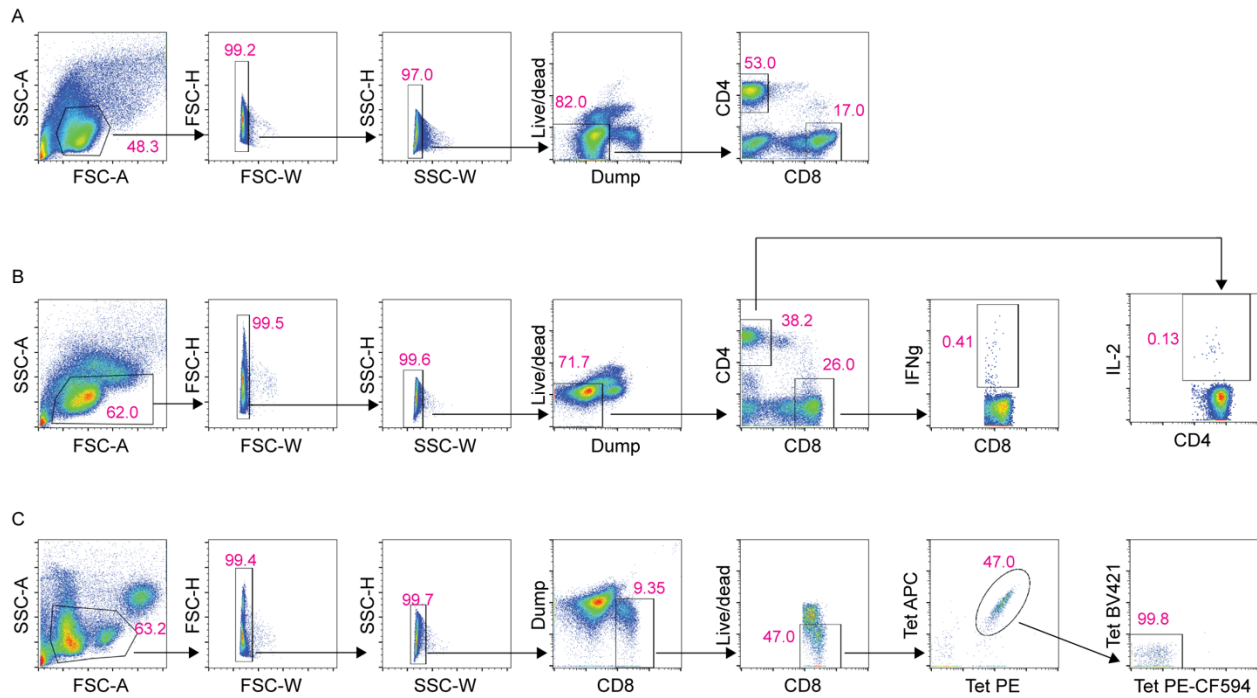 A
SSC-A
48.3
FSC-A
FSC-H
99.2
FSC-W
SSC-H
97.0
SSC-W
Live/dead
82.0
Dump
CD4
53.0
17.0
CD8
B
SSC-A
62.0
FSC-A
FSC-H
99.5
FSC-W
SSC-H
99.6
SSC-W
Live/dead
71.7
Dump
CD4
38.2
26.0
CD8
IFNg
0.41
CD8
IL-2
0.13
CD4
C
SSC-A
63.2
FSC-A
FSC-H
99.4
FSC-W
SSC-H
99.7
SSC-W
Dump
9.35
CD8
Live/dead
47.0
CD8
Tet APC
47.0
Tet PE
Tet BV421
99.8
Tet PE-CF594